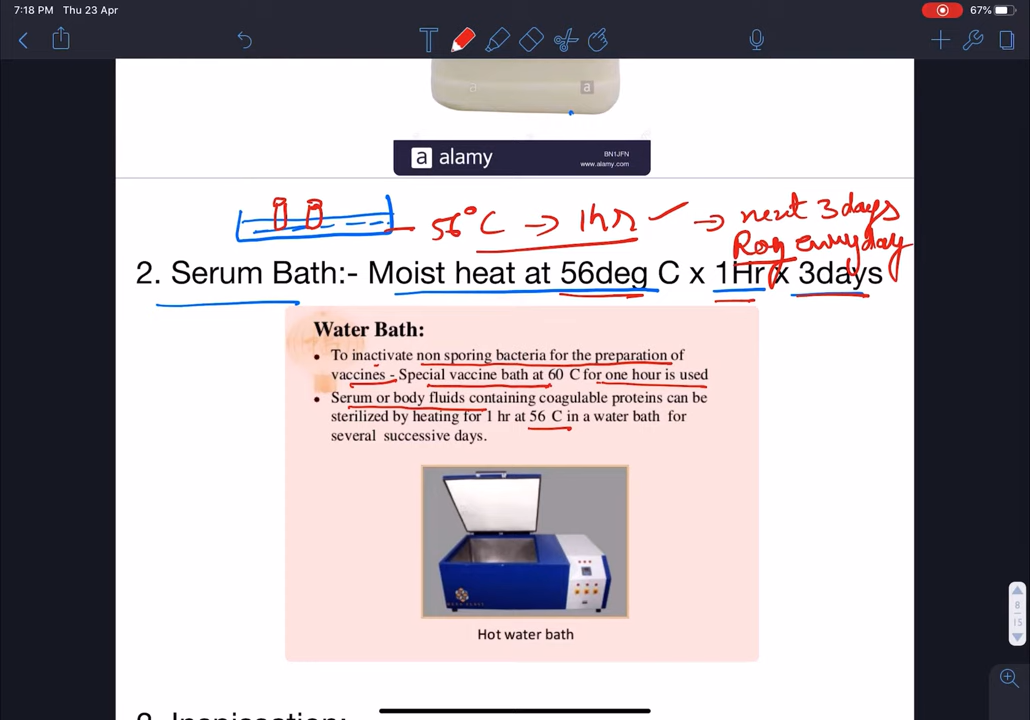 7:18 PM Thu 23 Apr
67%
T
a
a
a alamy
BN1JFN
www.alamy.com
56°C → 1hr ✓ → next 3days
everyday
2. Serum Bath:- Moist heat at 56deg C x 1Hr x 3days
Water Bath:
• To inactivate non sporing bacteria for the preparation of
vaccines - Special vaccine bath at 60 C for one hour is used
• Serum or body fluids containing coagulable proteins can be
sterilized by heating for 1 hr at 56 C in a water bath for
several successive days.
Hot water bath
8
15